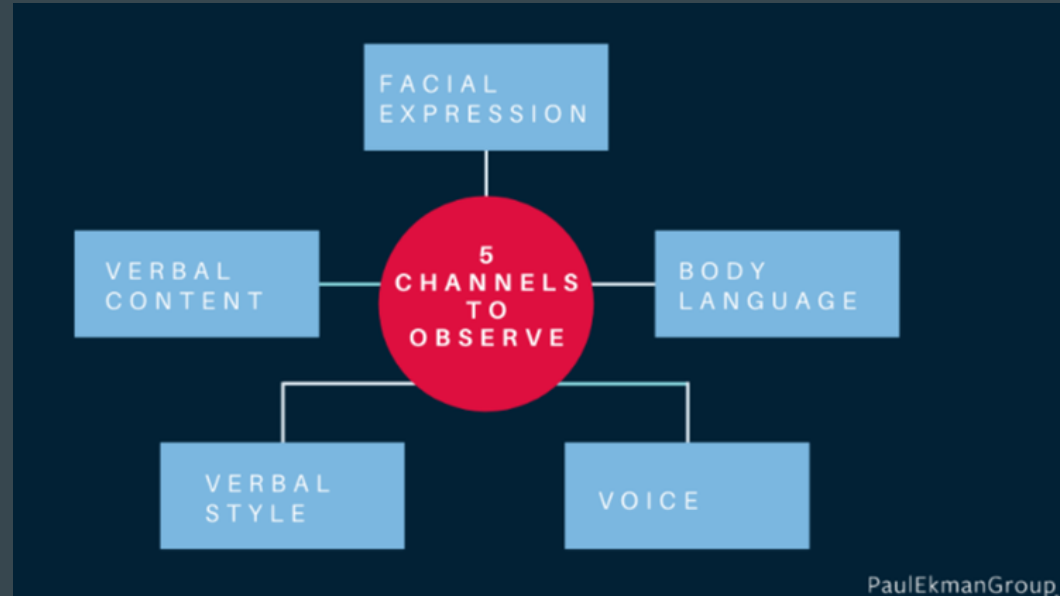 FACIAL
EXPRESSION
VERBAL
CONTENT
5
CHANNELS
TO
OBSERVE
BODY
LANGUAGE
VERBAL
STYLE
VOICE
PaulEkmanGroup